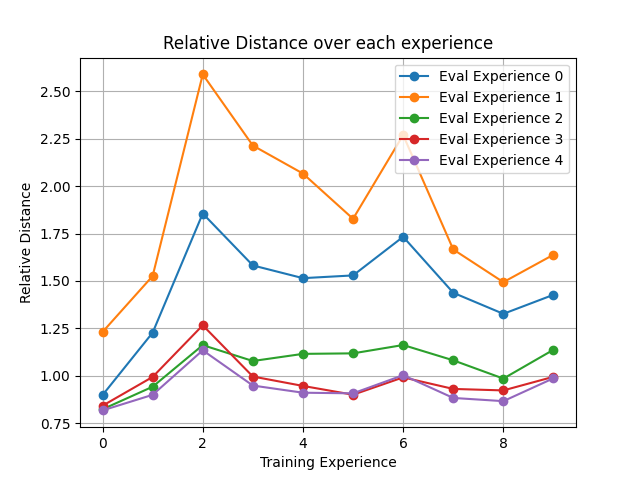 Relative Distance over each experience
Eval Experience 0
Eval Experience 1
Eval Experience 2
Eval Experience 3
Eval Experience 4
Relative Distance
2.50
2.25
2.00
1.75
1.50
1.25
1.00
0.75
0 2 4 6 8
Training Experience